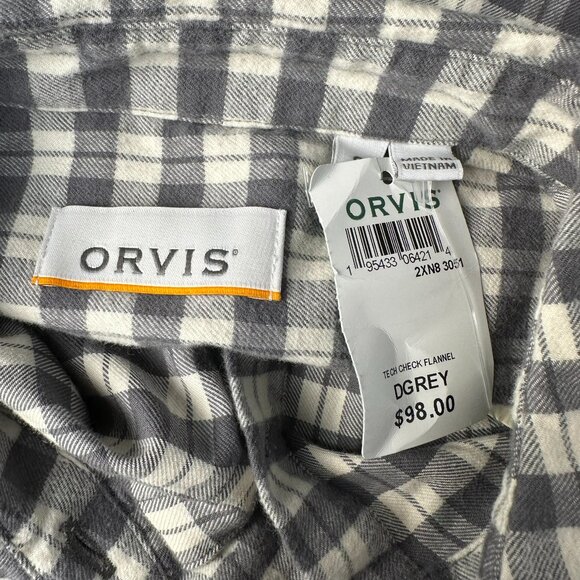 ORVIS
MADE IN
VIETNAM
ORVIS
1 95433 06421 4
2XN8 3051
TECH CHECK FLANNEL
DGREY
$98.00